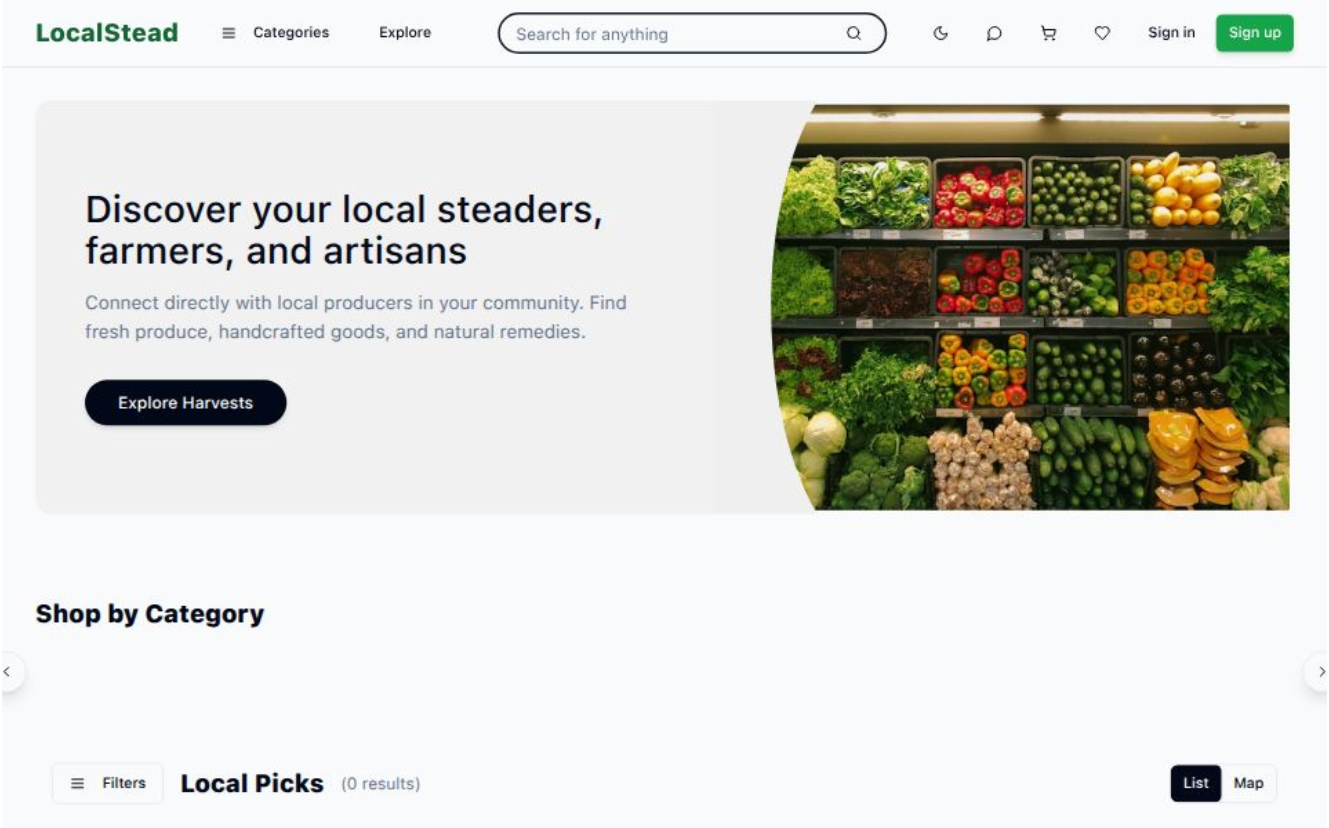 LocalStead
Categories
Explore
Search for anything
Sign in
Sign up
Discover your local steaders,
farmers, and artisans
Connect directly with local producers in your community. Find
fresh produce, handcrafted goods, and natural remedies.
Explore Harvests
Shop by Category
Filters
Local Picks
(0 results)
List
Map